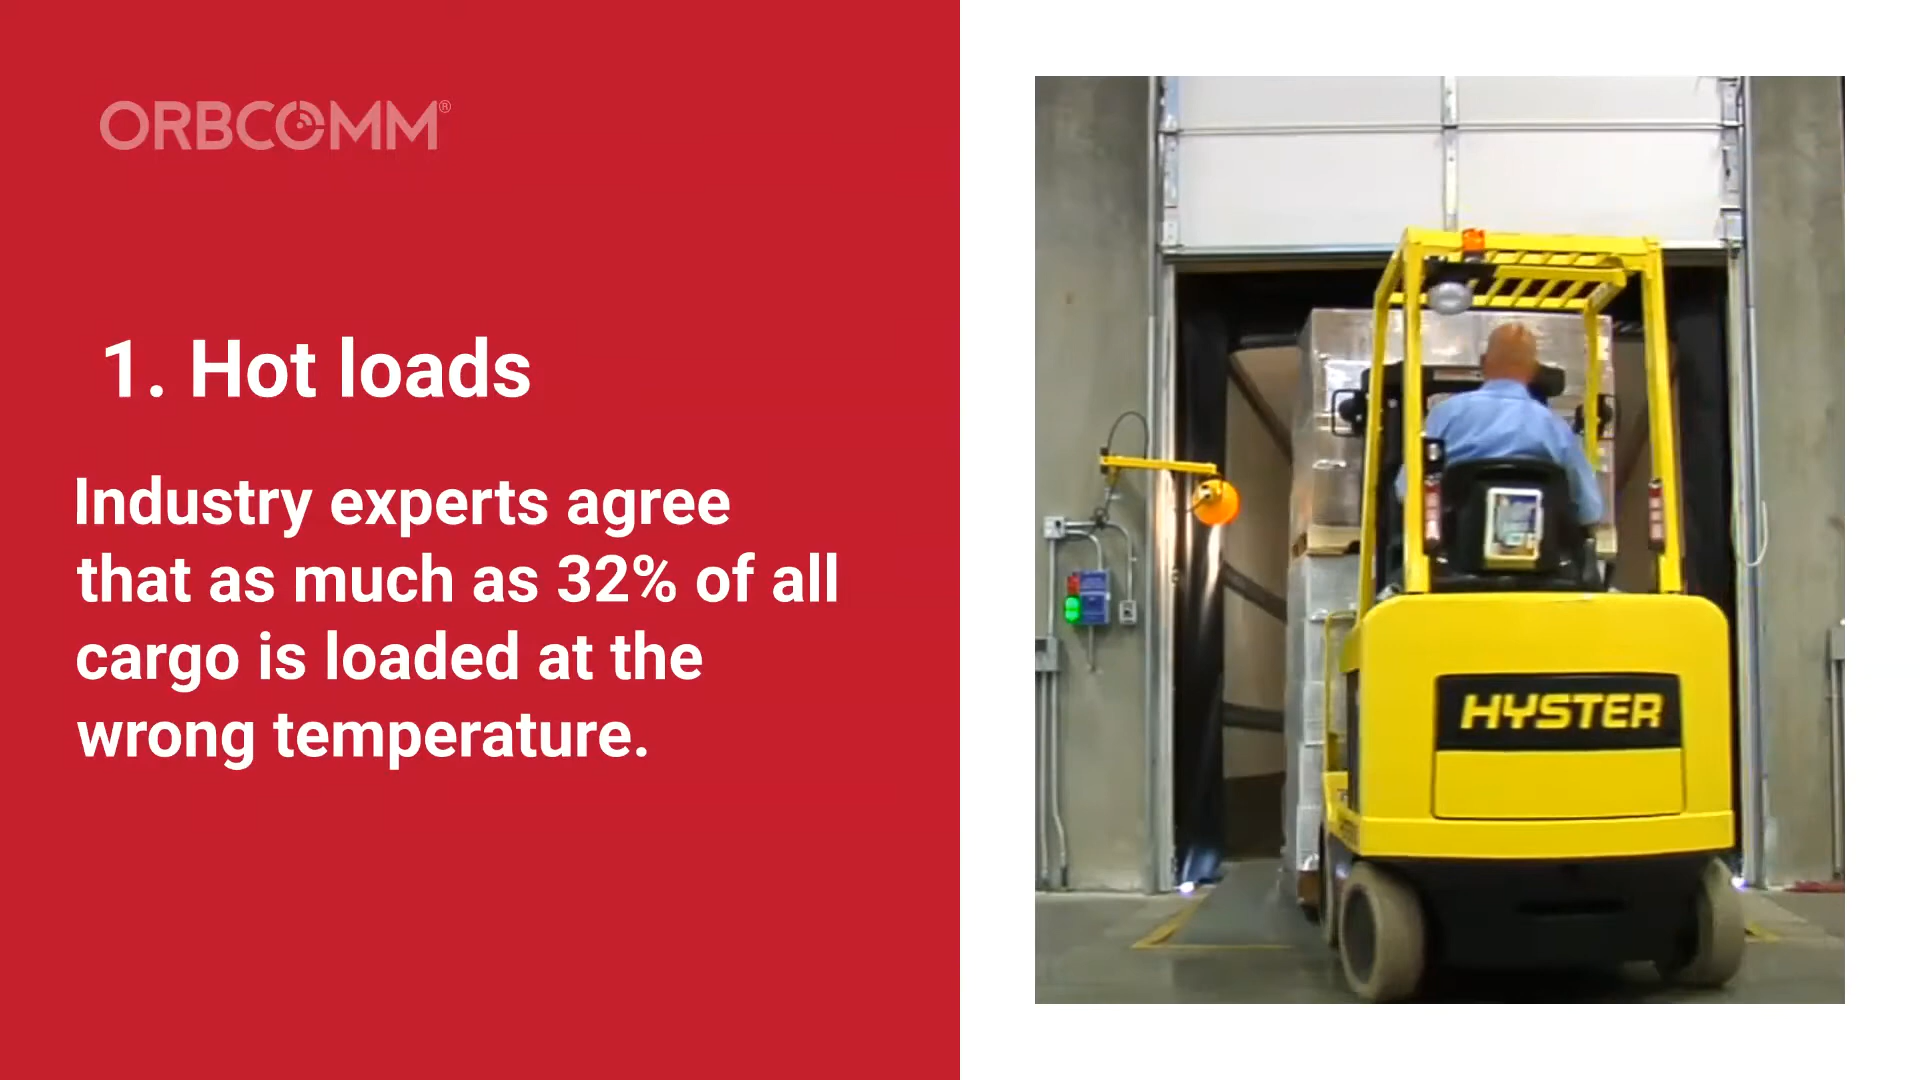 ORBCOMM®
1. Hot loads
Industry experts agree
that as much as 32% of all
cargo is loaded at the
wrong temperature.
HYSTER